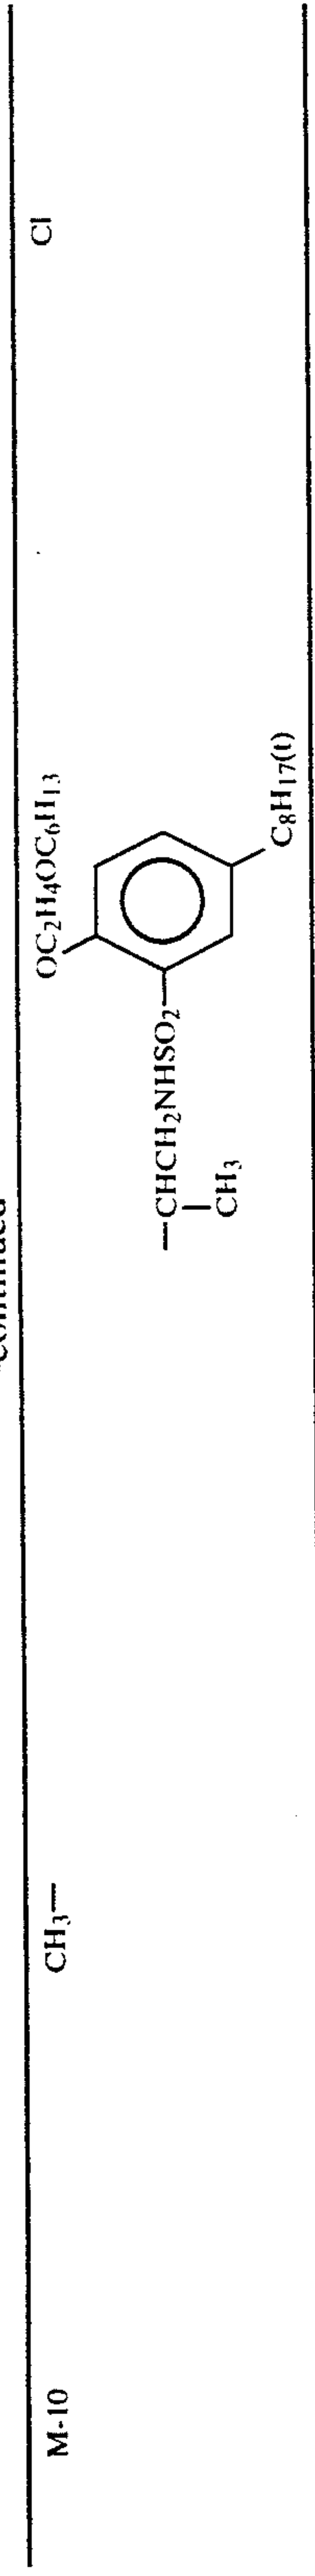 -continued
M-10 CH₃— Cl
OC₂H₄OC₆H₁₃
—CHCH₂NHSO₂—
CH₃
C₈H₁₇(t)